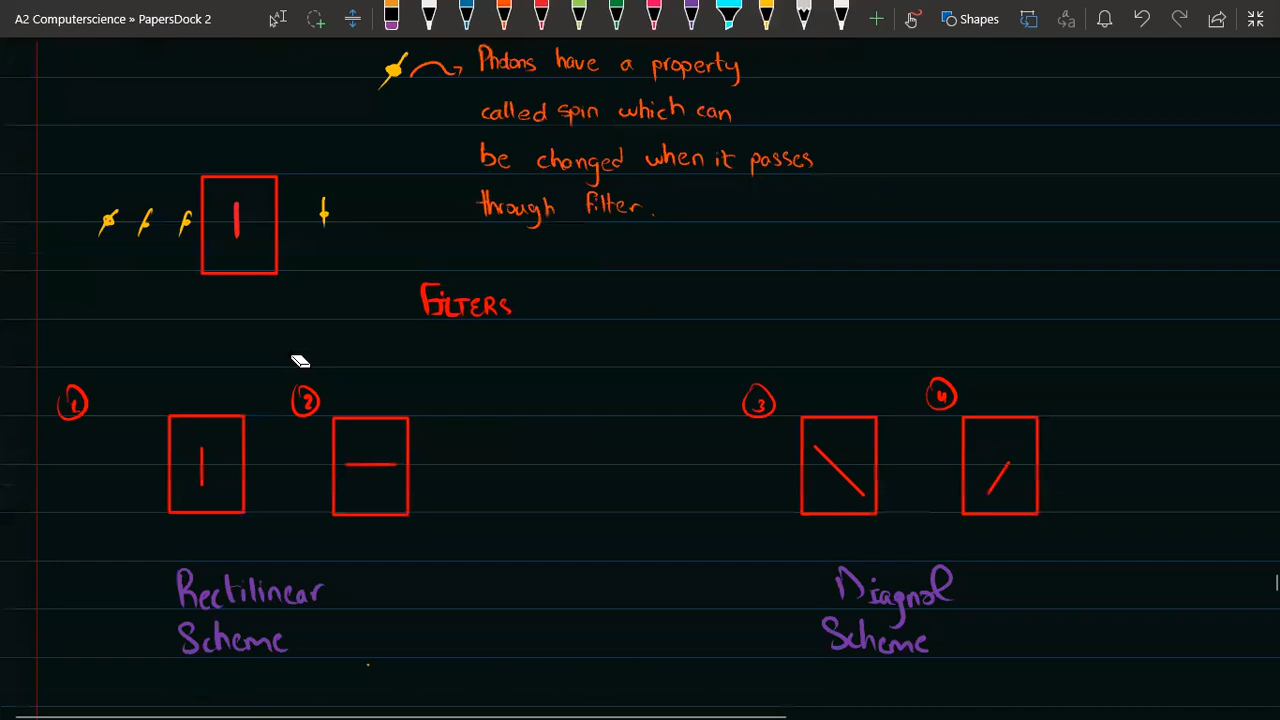 A2 Computerscience » PapersDock 2
Shapes
Photons have a property
called spin which can
be changed when it passes
through filter.
FILTERS
1
2
3
4
Rectilinear
Scheme
Diagnol
Scheme